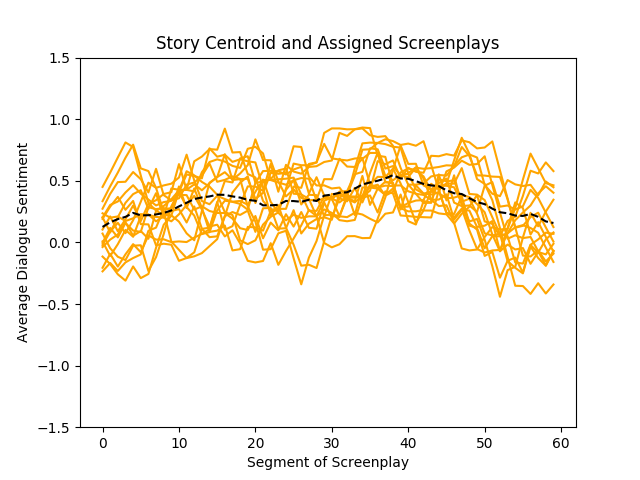 Story Centroid and Assigned Screenplays
1.5
1.0
0.5
0.0
−0.5
−1.0
−1.5
Average Dialogue Sentiment
0 10 20 30 40 50 60
Segment of Screenplay